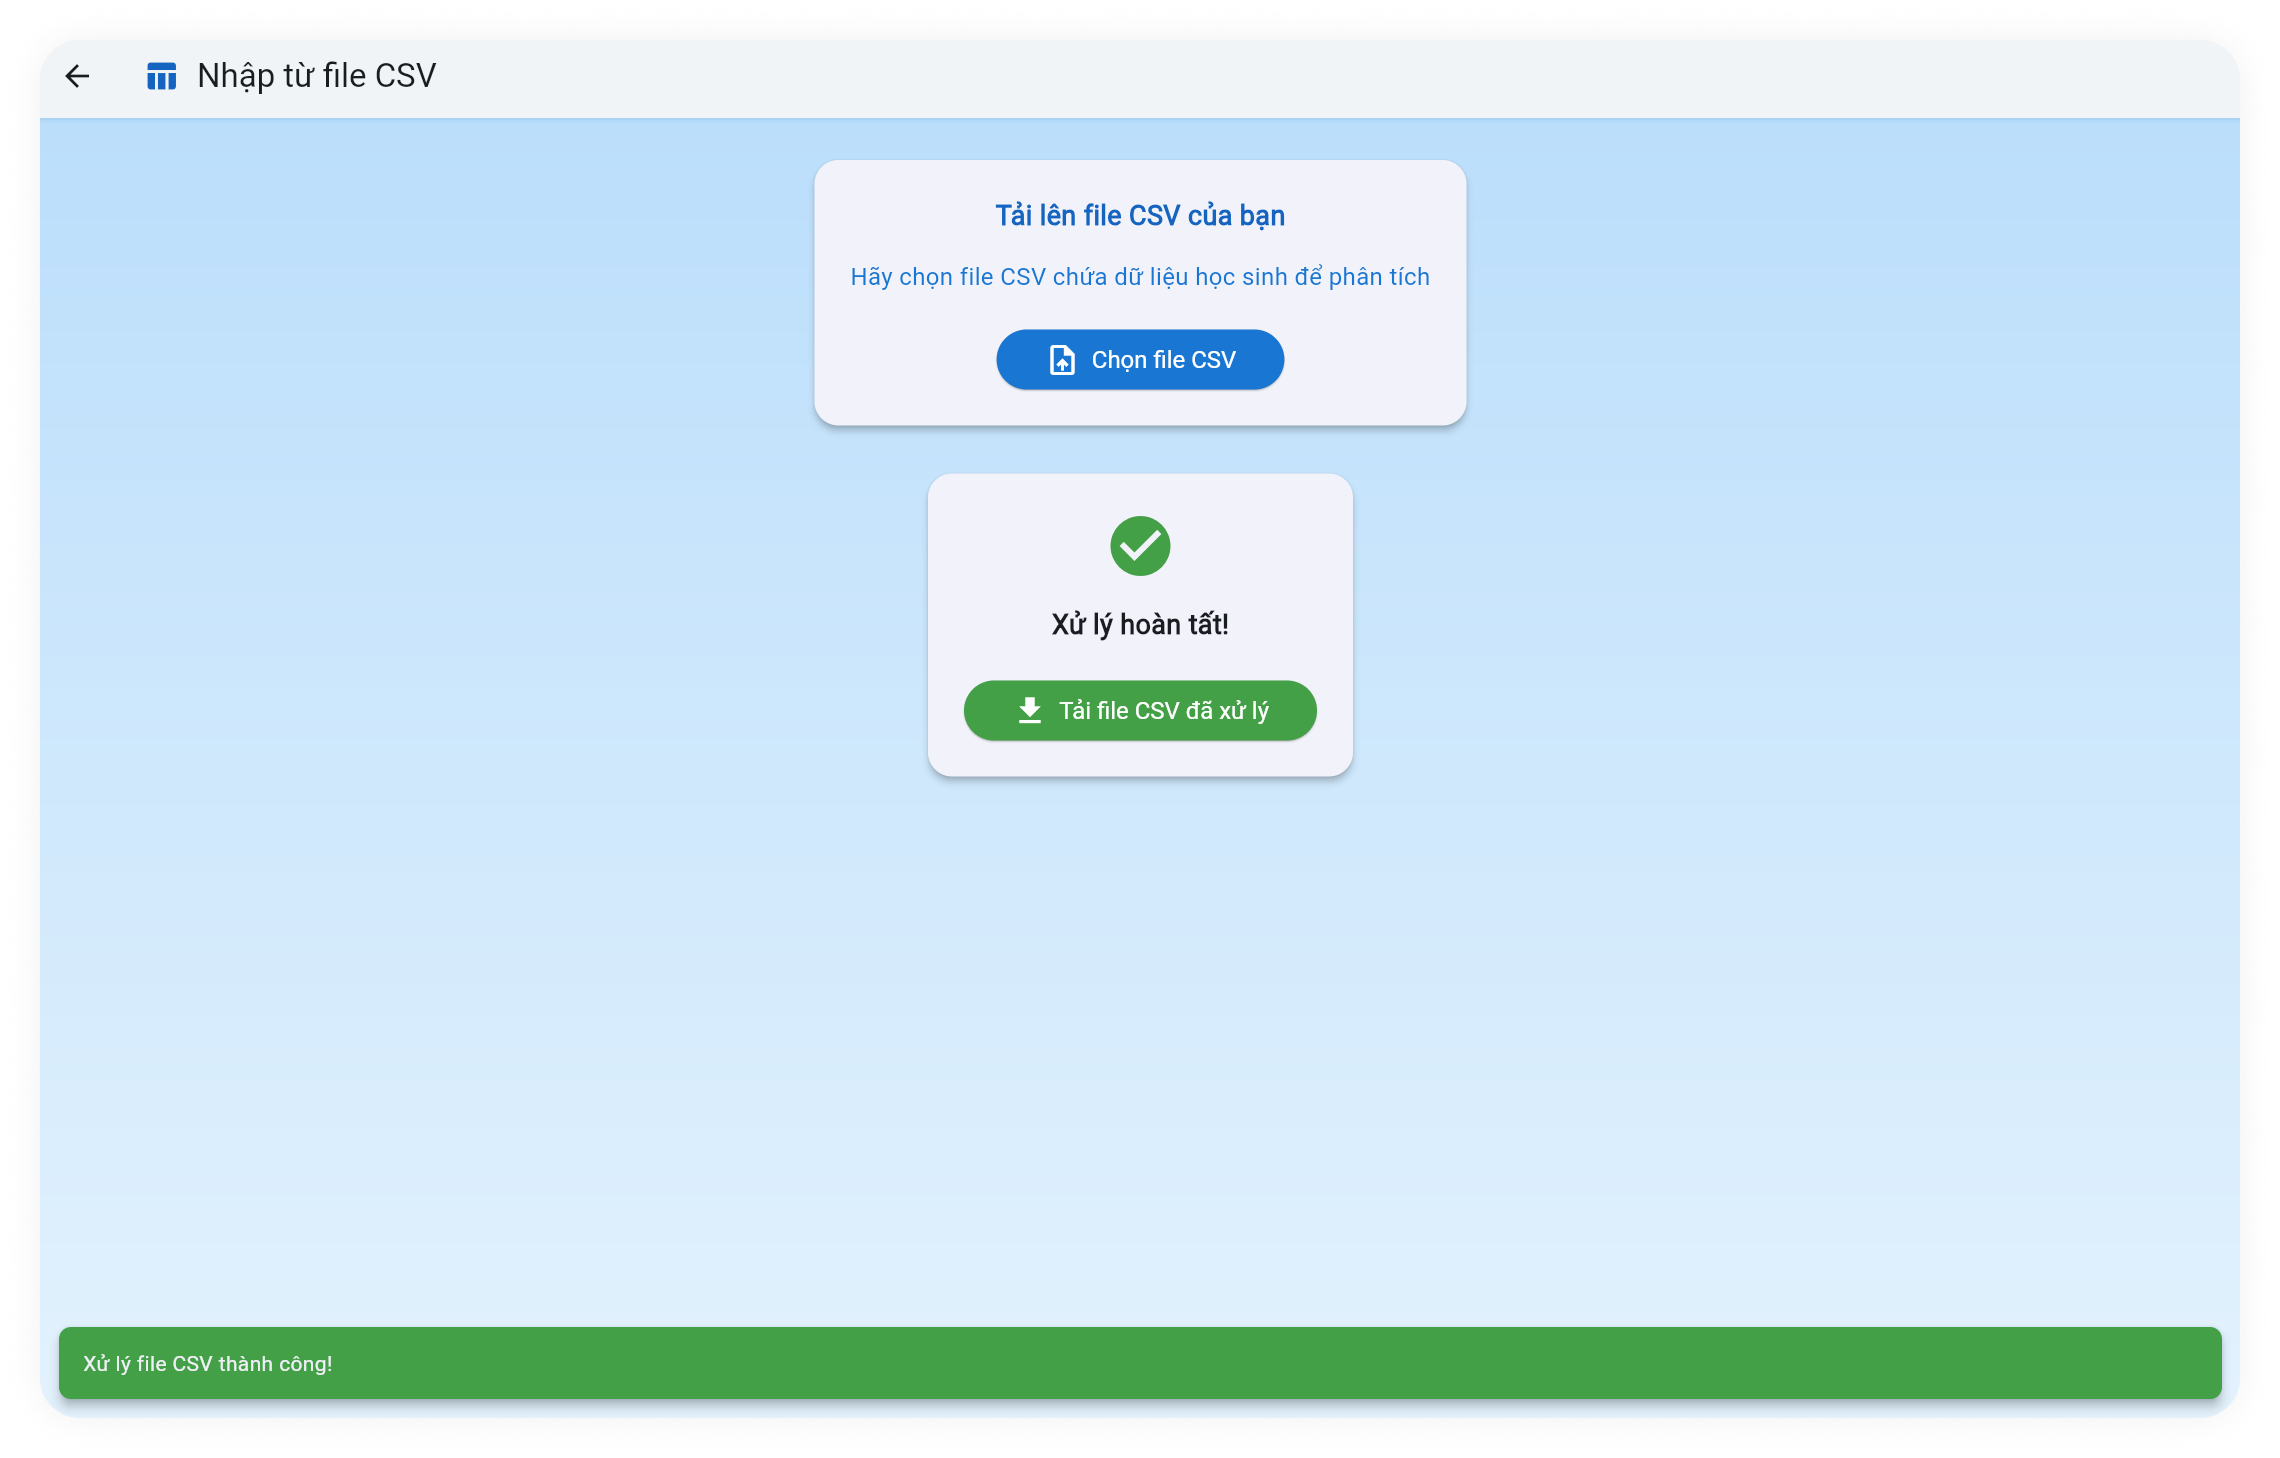 Nhập từ file CSV
Tải lên file CSV của bạn
Hãy chọn file CSV chứa dữ liệu học sinh để phân tích
Chọn file CSV
Xử lý hoàn tất!
Tải file CSV đã xử lý
Xử lý file CSV thành công!